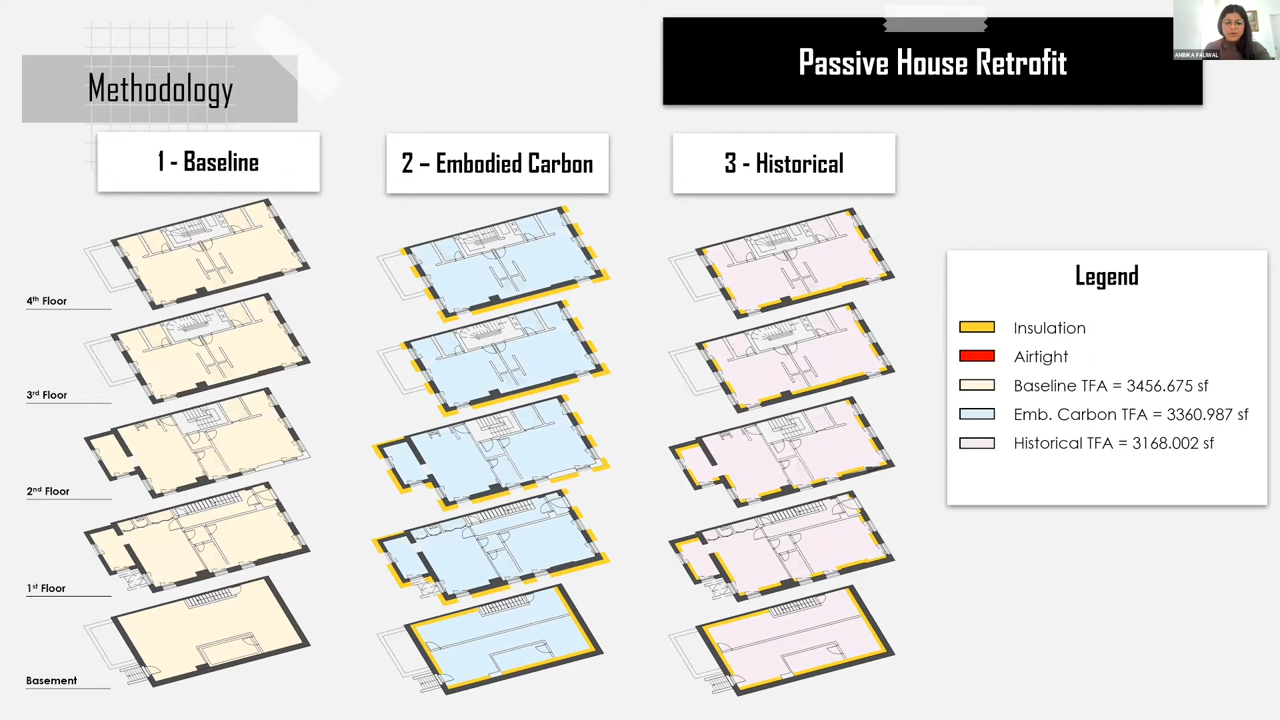 Methodology
Passive House Retrofit
AMBIKA PALIWAL
1 - Baseline
2 – Embodied Carbon
3 - Historical
4th Floor
3rd Floor
2nd Floor
1st Floor
Basement
Legend
Insulation
Airtight
Baseline TFA = 3456.675 sf
Emb. Carbon TFA = 3360.987 sf
Historical TFA = 3168.002 sf